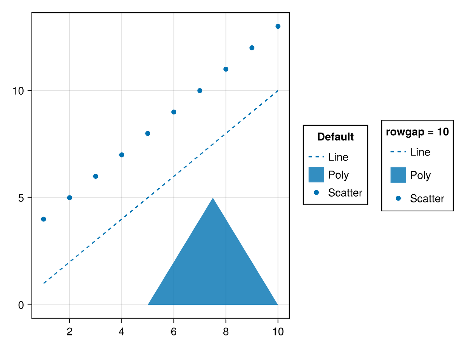 10
5
0
2 4 6 8 10
Default
Line
Poly
Scatter
rowgap = 10
Line
Poly
Scatter